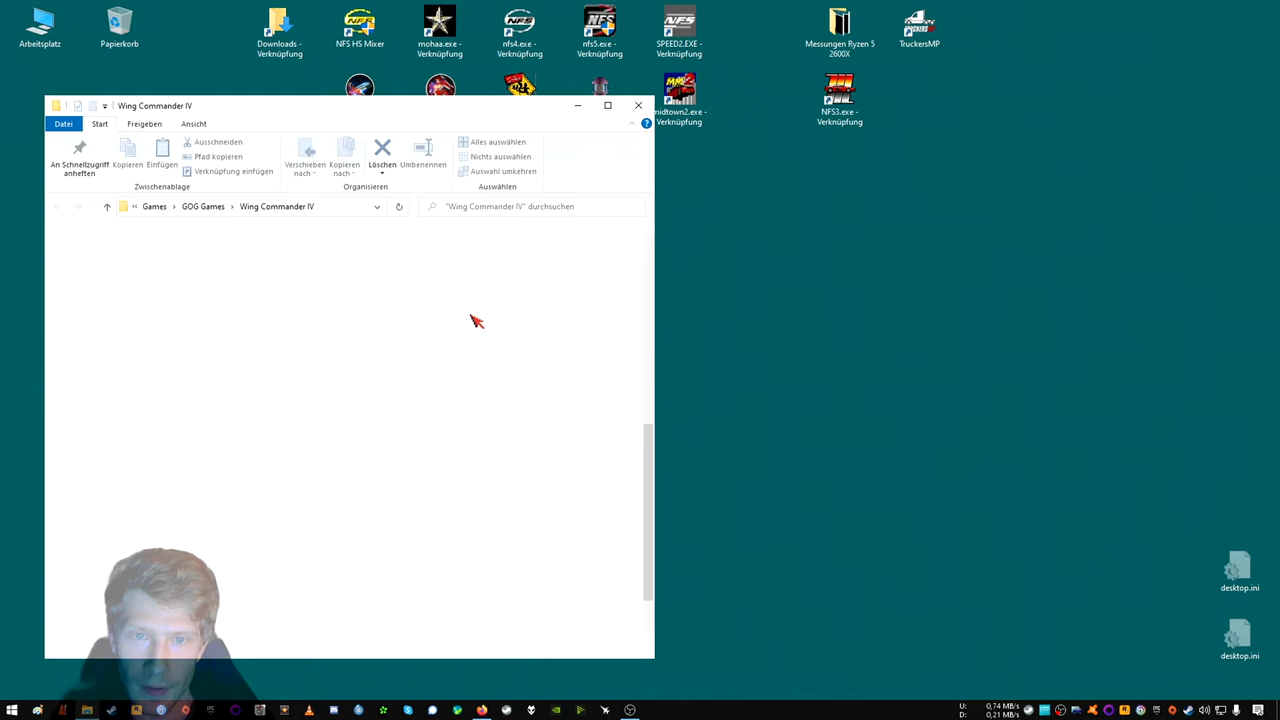 Arbeitsplatz
Papierkorb
Downloads -
Verknüpfung
NFS HS Mixer
mohaa.exe -
Verknüpfung
nfs4.exe -
Verknüpfung
nfs5.exe -
Verknüpfung
SPEED2.EXE -
Verknüpfung
Messungen Ryzen 5
2600X
TruckersMP
midtown2.exe -
Verknüpfung
NFS3.exe -
Verknüpfung
Wing Commander IV
Datei
Start
Freigeben
Ansicht
An Schnellzugriff
anheften
Kopieren
Einfügen
Ausschneiden
Pfad kopieren
Verknüpfung einfügen
Zwischenablage
Verschieben
nach
Kopieren
nach
Löschen
Umbenennen
Organisieren
Alles auswählen
Nichts auswählen
Auswahl umkehren
Auswählen
« Games › GOG Games › Wing Commander IV
"Wing Commander IV" durchsuchen
desktop.ini
desktop.ini
U: 0,74 MB/s
D: 0,21 MB/s